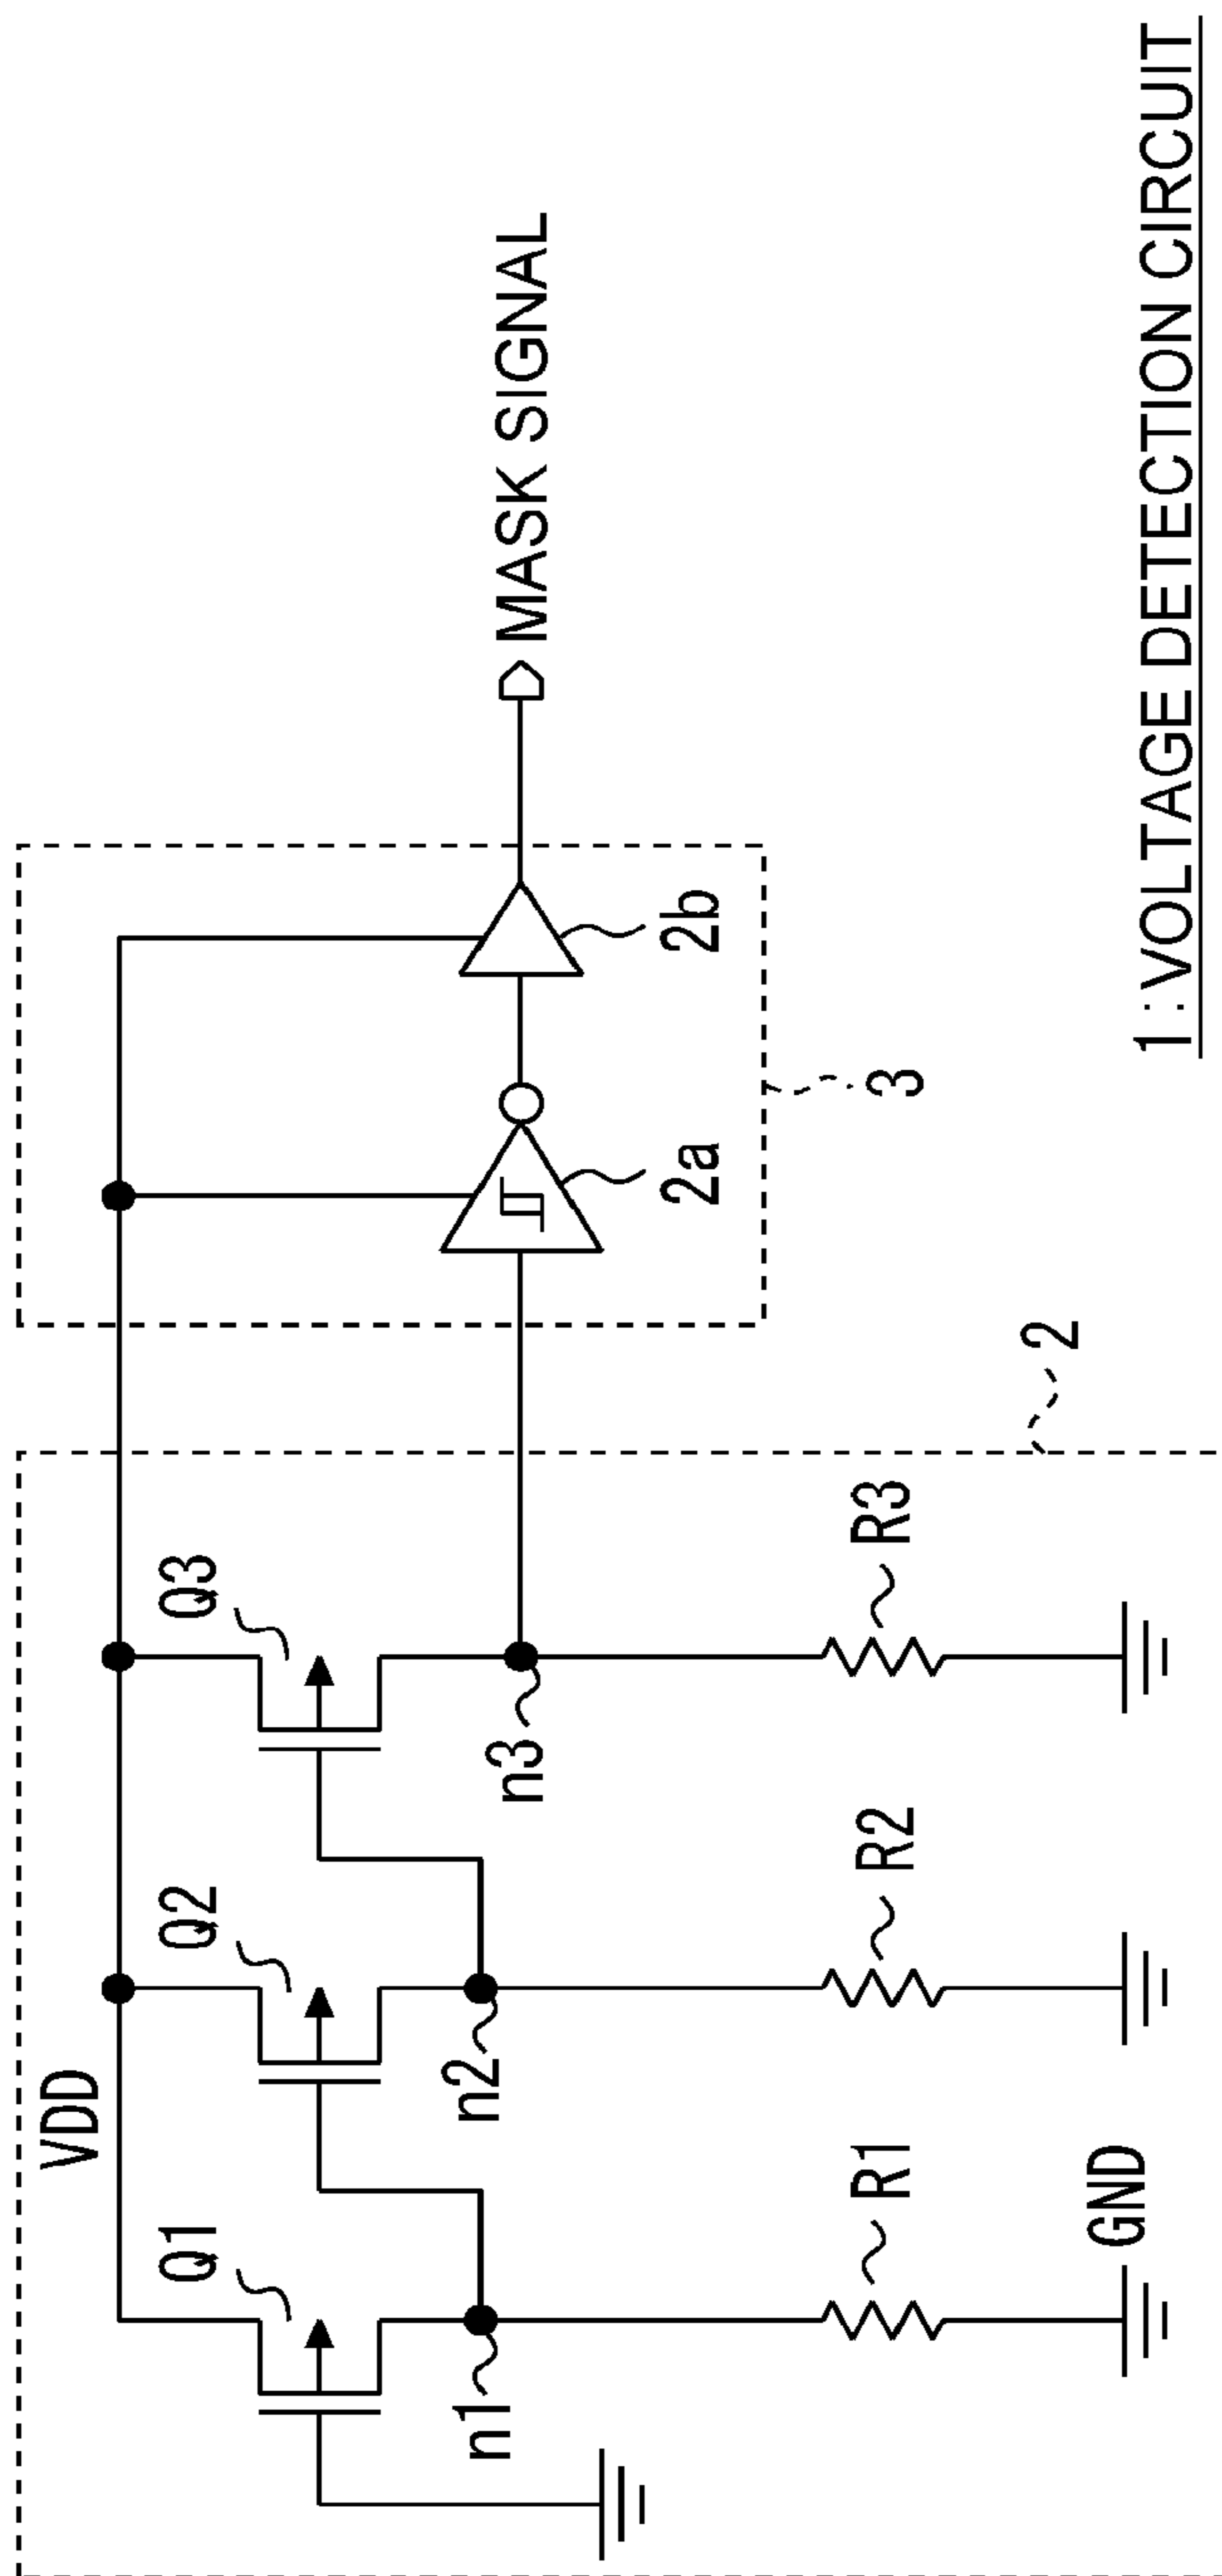 VDD
Q1
Q2
Q3
n1
n2
n3
R1
R2
R3
GND
2
2a
2b
3
MASK SIGNAL
1 : VOLTAGE DETECTION CIRCUIT